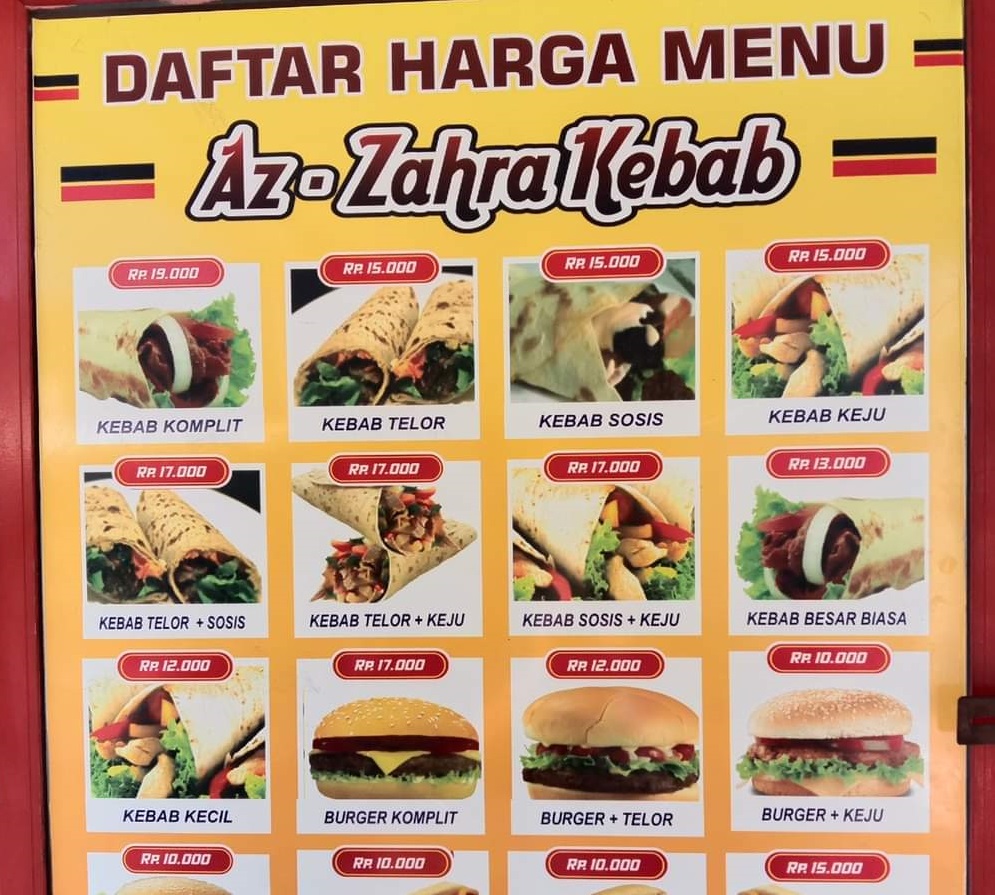 DAFTAR HARGA MENU
Az-Zahra Kebab
Rp. 19.000
KEBAB KOMPLIT
Rp. 15.000
KEBAB TELOR
Rp. 15.000
KEBAB SOSIS
Rp. 15.000
KEBAB KEJU
Rp. 17.000
KEBAB TELOR + SOSIS
Rp. 17.000
KEBAB TELOR + KEJU
Rp. 17.000
KEBAB SOSIS + KEJU
Rp. 13.000
KEBAB BESAR BIASA
Rp. 12.000
KEBAB KECIL
Rp. 17.000
BURGER KOMPLIT
Rp. 12.000
BURGER + TELOR
Rp. 10.000
BURGER + KEJU
Rp. 10.000
Rp. 10.000
Rp. 10.000
Rp. 15.000